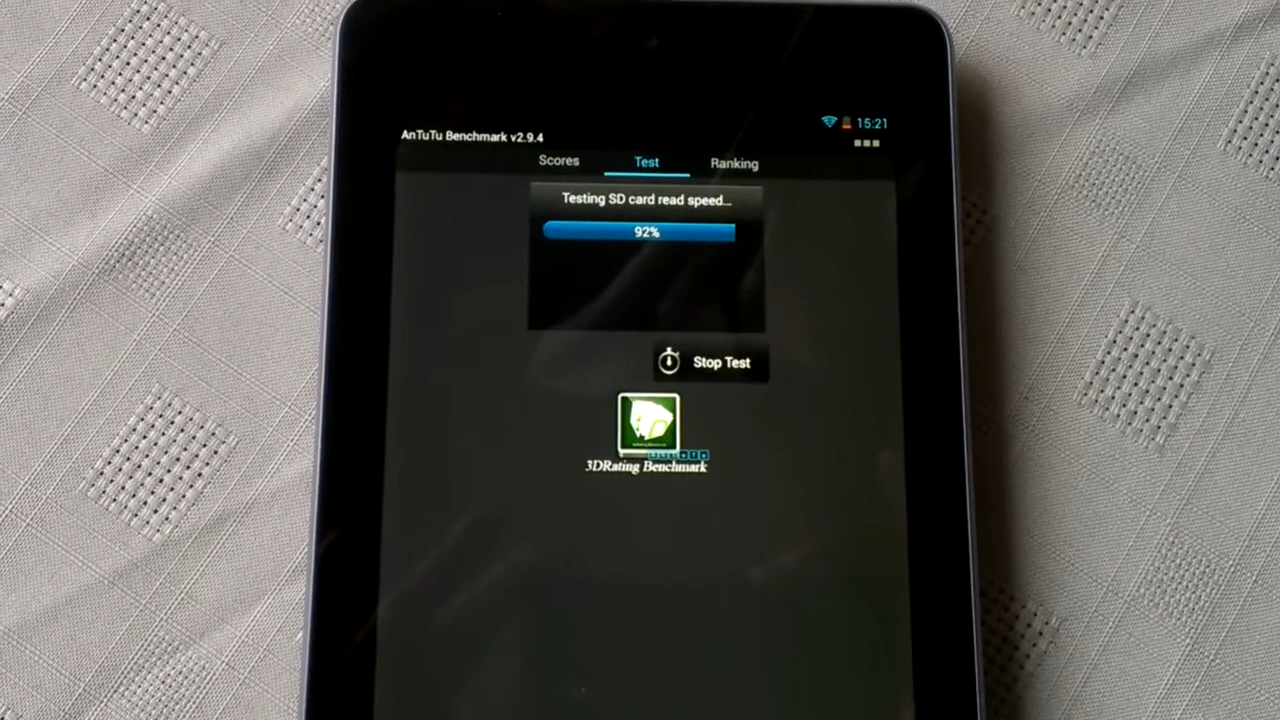 15:21
AnTuTu Benchmark v2.9.4
Scores Test Ranking
Testing SD card read speed...
92%
Stop Test
3DRating Benchmark